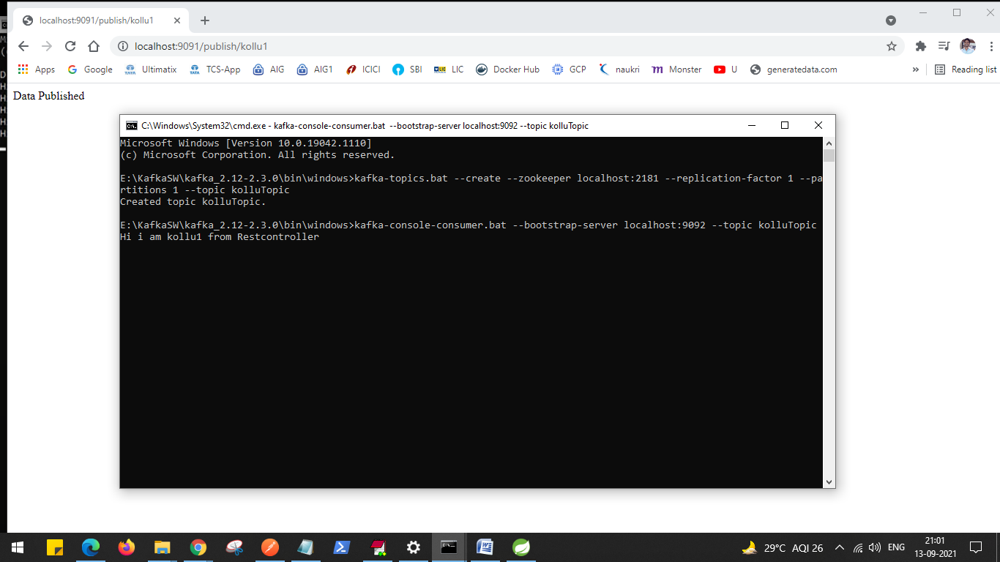 localhost:9091/publish/kollu1
localhost:9091/publish/kollu1
Apps Google Ultimatix TCS-App AIG AIG1 ICICI SBI LIC Docker Hub GCP naukri Monster U generatedata.com » Reading list
Data Published
C:\Windows\System32\cmd.exe - kafka-console-consumer.bat --bootstrap-server localhost:9092 --topic kolluTopic
Microsoft Windows [Version 10.0.19042.1110]
(c) Microsoft Corporation. All rights reserved.
E:\KafkaSW\kafka_2.12-2.3.0\bin\windows>kafka-topics.bat --create --zookeeper localhost:2181 --replication-factor 1 --pa
rtitions 1 --topic kolluTopic
Created topic kolluTopic.
E:\KafkaSW\kafka_2.12-2.3.0\bin\windows>kafka-console-consumer.bat --bootstrap-server localhost:9092 --topic kolluTopic
Hi i am kollu1 from Restcontroller
29°C AQI 26 ENG 21:01
13-09-2021